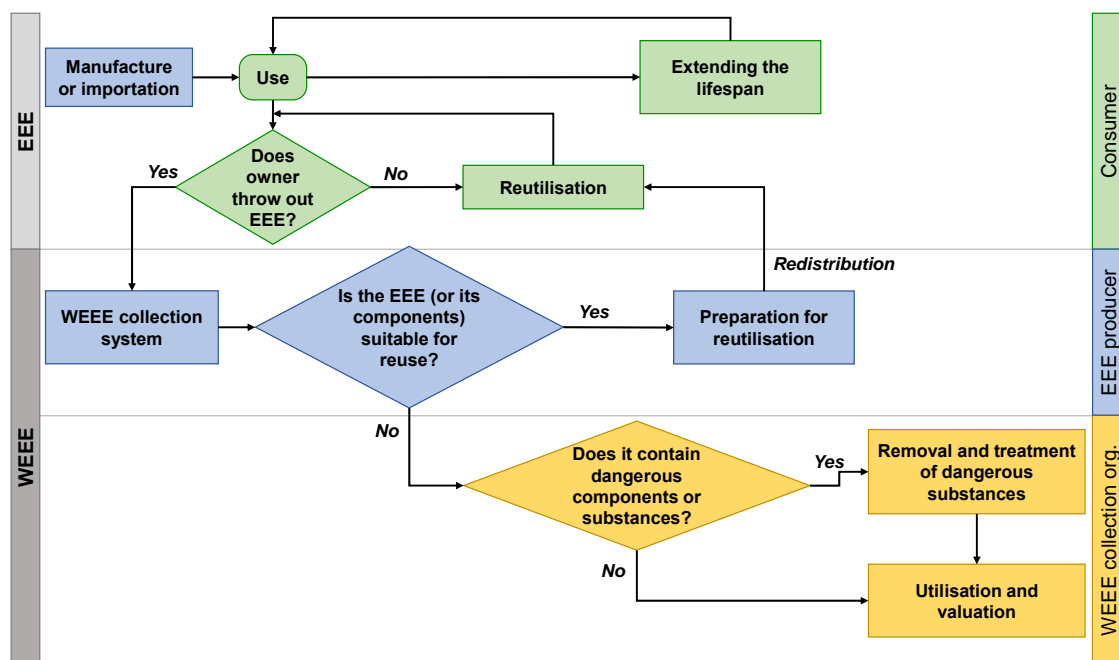 EEE
Manufacture
or importation
Use
Extending the
lifespan
Consumer
Does
owner
throw out
EEE?
Yes
No
Reutilisation
Redistribution
WEEE
WEEE collection
system
Is the EEE (or its
components)
suitable for
reuse?
Yes
Preparation for
reutilisation
EEE producer
No
Does it contain
dangerous
components or
substances?
Yes
Removal and treatment
of dangerous
substances
No
Utilisation and
valuation
WEEE collection org.